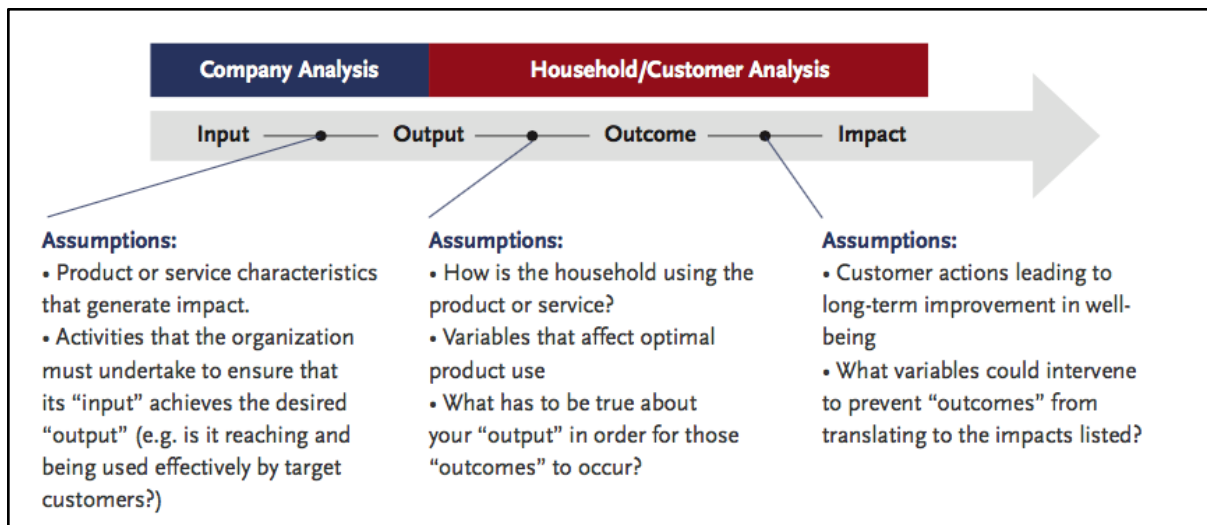 Company Analysis
Household/Customer Analysis
Input
Output
Outcome
Impact
Assumptions:
• Product or service characteristics
that generate impact.
• Activities that the organization
must undertake to ensure that
its “input” achieves the desired
“output” (e.g. is it reaching and
being used effectively by target
customers?)
Assumptions:
• How is the household using the
product or service?
• Variables that affect optimal
product use
• What has to be true about
your “output” in order for those
“outcomes” to occur?
Assumptions:
• Customer actions leading to
long-term improvement in well-
being
• What variables could intervene
to prevent “outcomes” from
translating to the impacts listed?